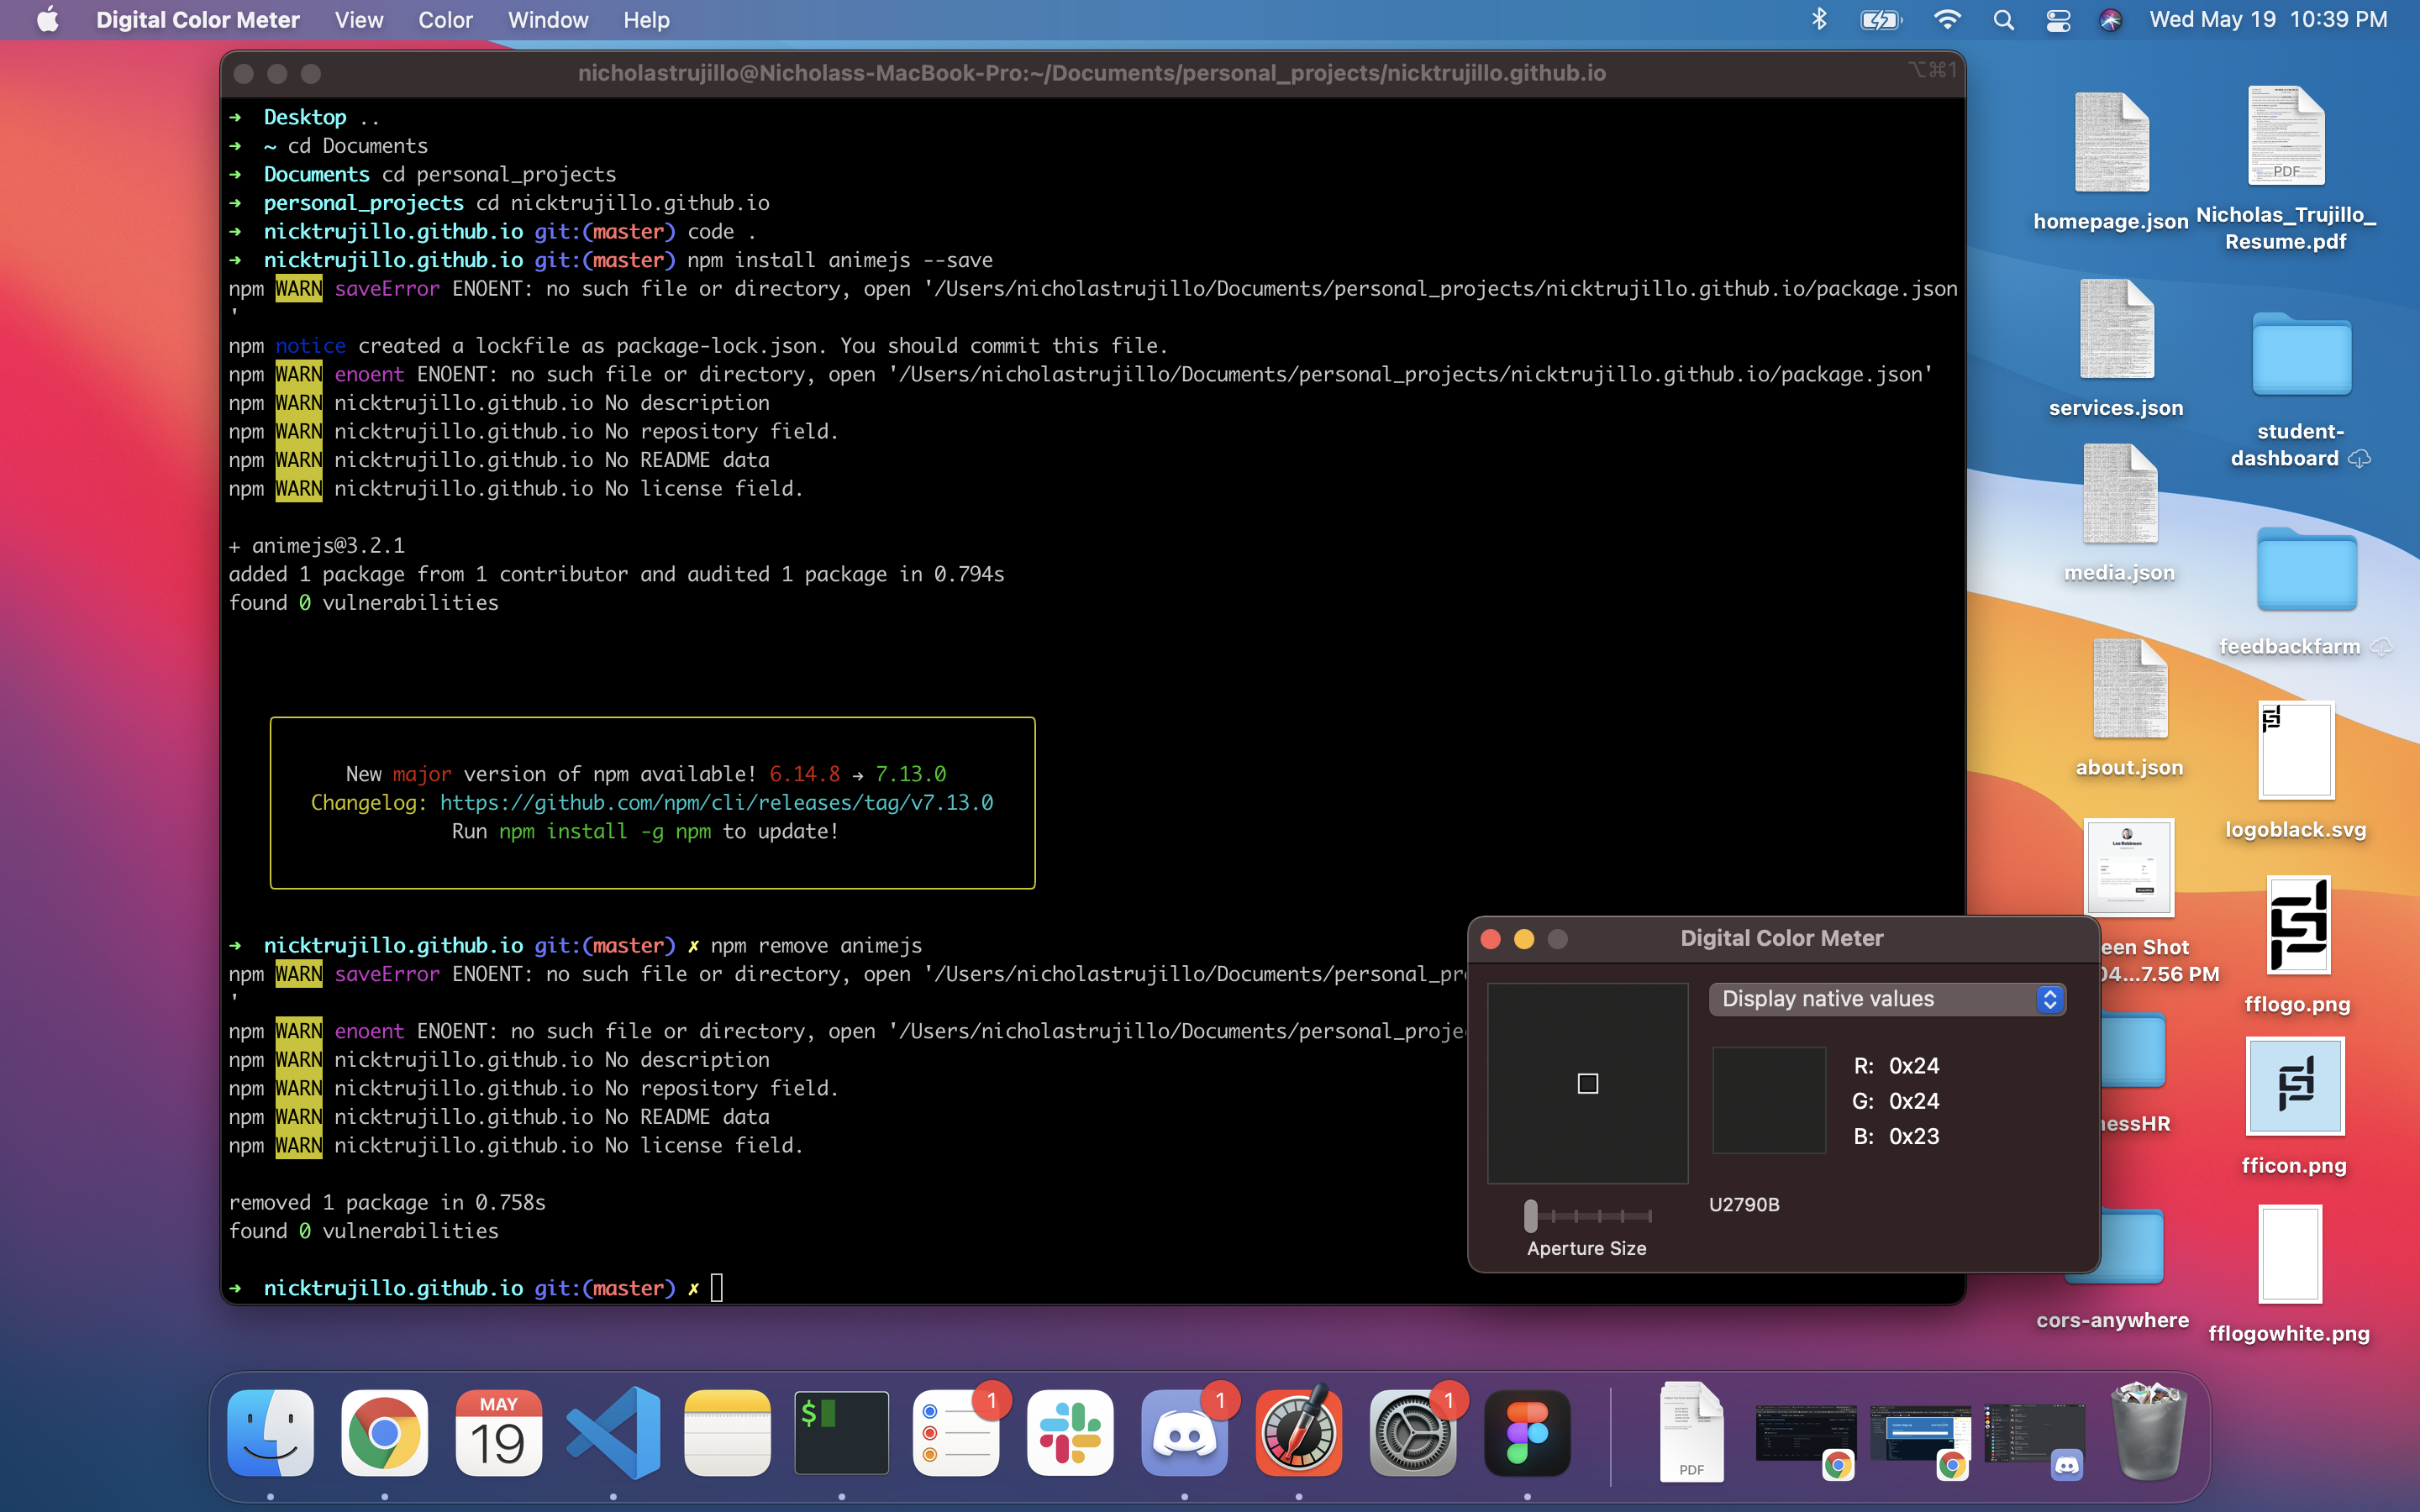 Digital Color Meter View Color Window Help Wed May 19 10:39 PM
nicholastrujillo@Nicholass-MacBook-Pro:~/Documents/personal_projects/nicktrujillo.github.io ⌥⌘1
➜ Desktop ..
➜ ~ cd Documents
➜ Documents cd personal_projects
➜ personal_projects cd nicktrujillo.github.io
➜ nicktrujillo.github.io git:(master) code .
➜ nicktrujillo.github.io git:(master) npm install animejs --save
npm WARN saveError ENOENT: no such file or directory, open '/Users/nicholastrujillo/Documents/personal_projects/nicktrujillo.github.io/package.json
'
npm notice created a lockfile as package-lock.json. You should commit this file.
npm WARN enoent ENOENT: no such file or directory, open '/Users/nicholastrujillo/Documents/personal_projects/nicktrujillo.github.io/package.json'
npm WARN nicktrujillo.github.io No description
npm WARN nicktrujillo.github.io No repository field.
npm WARN nicktrujillo.github.io No README data
npm WARN nicktrujillo.github.io No license field.
+ animejs@3.2.1
added 1 package from 1 contributor and audited 1 package in 0.794s
found 0 vulnerabilities
New major version of npm available! 6.14.8 → 7.13.0
Changelog: https://github.com/npm/cli/releases/tag/v7.13.0
Run npm install -g npm to update!
➜ nicktrujillo.github.io git:(master) ✗ npm remove animejs
npm WARN saveError ENOENT: no such file or directory, open '/Users/nicholastrujillo/Documents/personal_pr
'
npm WARN enoent ENOENT: no such file or directory, open '/Users/nicholastrujillo/Documents/personal_proje
npm WARN nicktrujillo.github.io No description
npm WARN nicktrujillo.github.io No repository field.
npm WARN nicktrujillo.github.io No README data
npm WARN nicktrujillo.github.io No license field.
removed 1 package in 0.758s
found 0 vulnerabilities
➜ nicktrujillo.github.io git:(master) ✗
Digital Color Meter
Display native values
R: 0x24
G: 0x24
B: 0x23
U2790B
Aperture Size
homepage.json
services.json
media.json
about.json
Lee Robinson
een Shot
04...7.56 PM
nessHR
cors-anywhere
PDF
Nicholas_Trujillo_
Resume.pdf
student-
dashboard
feedbackfarm
logoblack.svg
fflogo.png
fficon.png
fflogowhite.png
MAY
19
$
1
1
1
PDF